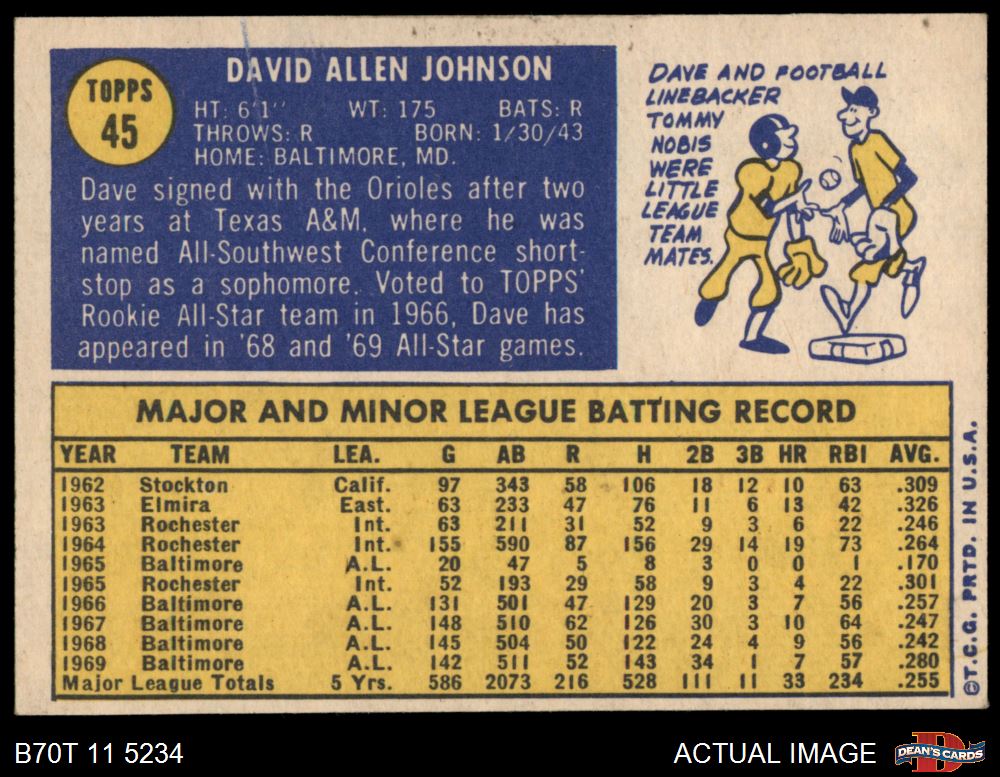 TOPPS
45
DAVID ALLEN JOHNSON
HT: 6'1" WT: 175 BATS: R
THROWS: R BORN: 1/30/43
HOME: BALTIMORE, MD.
Dave signed with the Orioles after two
years at Texas A&M, where he was
named All-Southwest Conference short-
stop as a sophomore. Voted to TOPPS'
Rookie All-Star team in 1966, Dave has
appeared in '68 and '69 All-Star games.
DAVE AND FOOTBALL
LINEBACKER
TOMMY
NOBIS
WERE
LITTLE
LEAGUE
TEAM
MATES.
MAJOR AND MINOR LEAGUE BATTING RECORD
YEAR TEAM LEA. G AB R H 2B 3B HR RBI AVG.
1962 Stockton Calif. 97 343 58 106 18 12 10 63 .309
1963 Elmira East. 63 233 47 76 11 6 13 42 .326
1963 Rochester Int. 63 211 31 52 9 3 6 22 .246
1964 Rochester Int. 155 590 87 156 29 14 19 73 .264
1965 Baltimore A.L. 20 47 5 8 3 0 0 1 .170
1965 Rochester Int. 52 193 29 58 9 3 4 22 .301
1966 Baltimore A.L. 131 501 47 129 20 3 7 56 .257
1967 Baltimore A.L. 148 510 62 126 30 3 10 64 .247
1968 Baltimore A.L. 145 504 50 122 24 4 9 56 .242
1969 Baltimore A.L. 142 511 52 143 34 1 7 57 .280
Major League Totals 5 Yrs. 586 2073 216 528 111 11 33 234 .255
©T.C.G. PRTD. IN U.S.A.
B70T 11 5234
ACTUAL IMAGE
D
DEAN'S CARDS